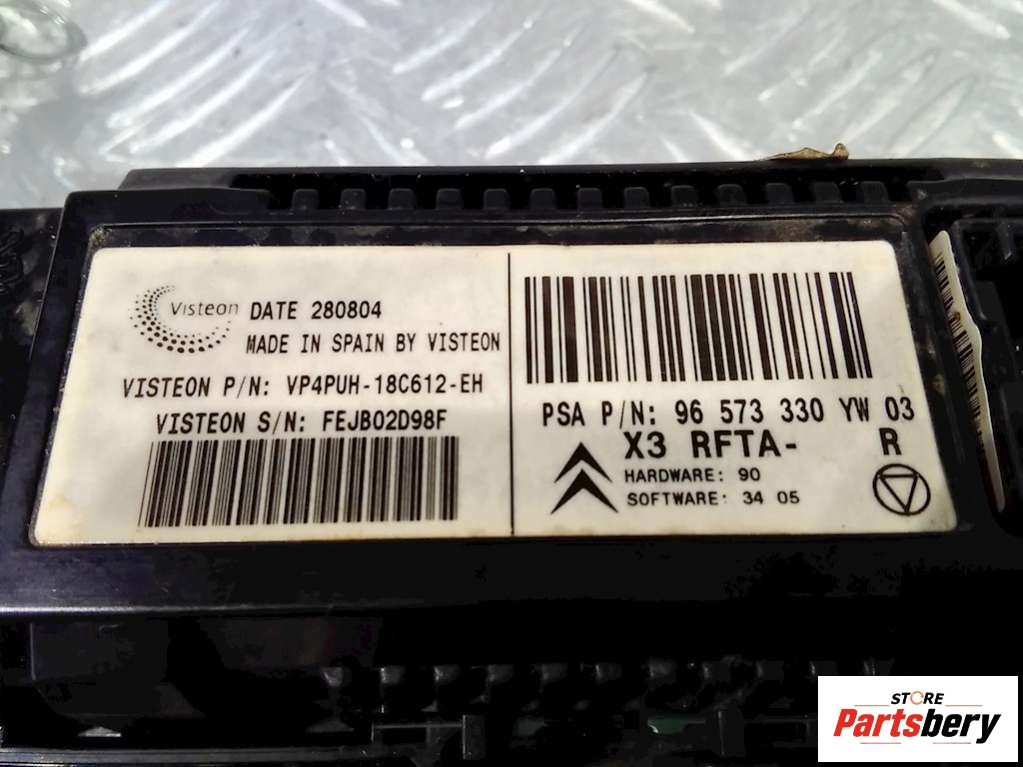 Visteon
DATE 280804
MADE IN SPAIN BY VISTEON
VISTEON P/N: VP4PUH-18C612-EH
VISTEON S/N: FEJB02D98F
PSA P/N: 96 573 330 YW 03
X3 RFTA- R
HARDWARE: 90
SOFTWARE: 34 05
STORE
Partsbery